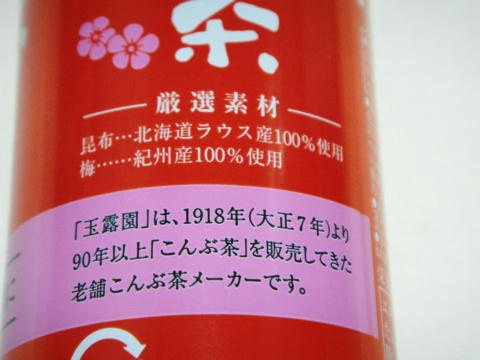 茶
厳選素材
昆布…北海道ラウス産100%使用
梅……紀州産100%使用
「玉露園」は、1918年(大正7年)より
90年以上「こんぶ茶」を販売してきた
老舗こんぶ茶メーカーです。